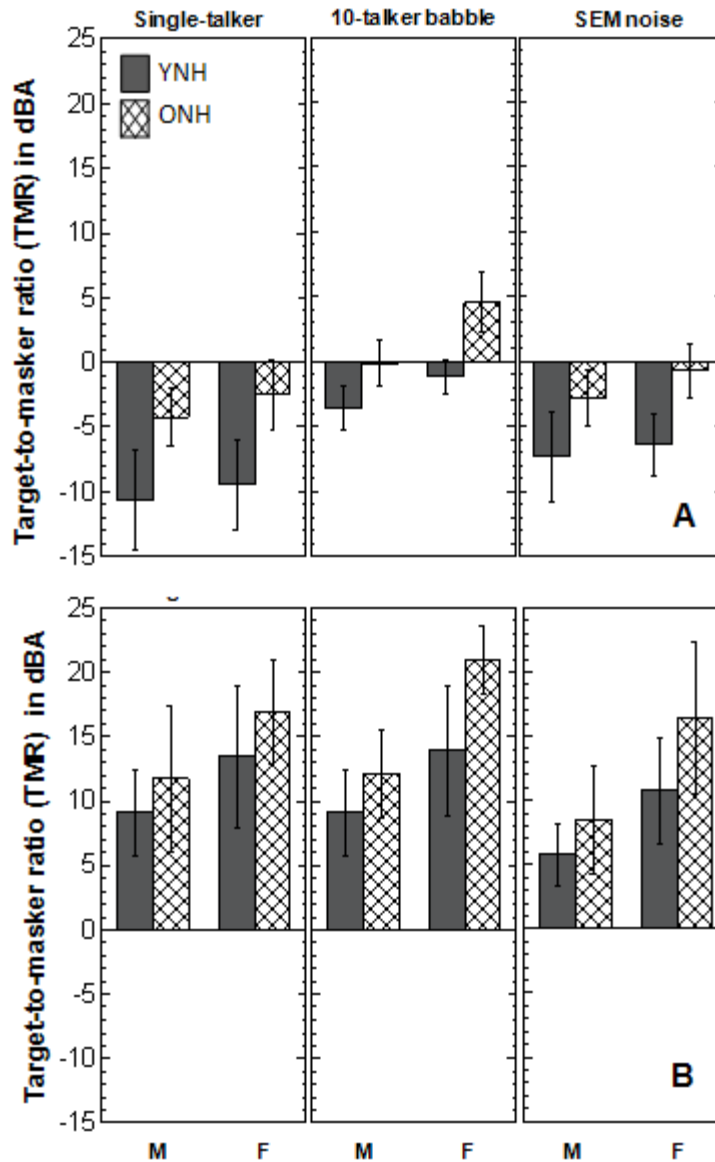 Single-talker 10-talker babble SEM noise
Target-to-masker ratio (TMR) in dBA
25
20
15
10
5
0
-5
-10
-15
YNH
ONH
A
Target-to-masker ratio (TMR) in dBA
25
20
15
10
5
0
-5
-10
-15
B
M F M F M F